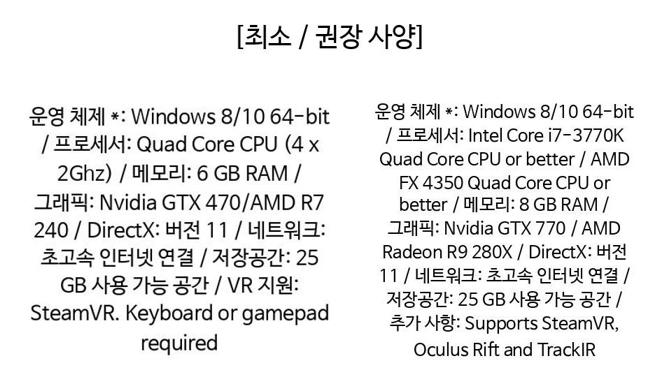 [최소 / 권장 사양]
운영 체제 *: Windows 8/10 64-bit
/ 프로세서: Quad Core CPU (4 x
2Ghz) / 메모리: 6 GB RAM /
그래픽: Nvidia GTX 470/AMD R7
240 / DirectX: 버전 11 / 네트워크:
초고속 인터넷 연결 / 저장공간: 25
GB 사용 가능 공간 / VR 지원:
SteamVR. Keyboard or gamepad
required
운영 체제 *: Windows 8/10 64-bit
/ 프로세서: Intel Core i7-3770K
Quad Core CPU or better / AMD
FX 4350 Quad Core CPU or
better / 메모리: 8 GB RAM /
그래픽: Nvidia GTX 770 / AMD
Radeon R9 280X / DirectX: 버전
11 / 네트워크: 초고속 인터넷 연결 /
저장공간: 25 GB 사용 가능 공간 /
추가 사항: Supports SteamVR,
Oculus Rift and TrackIR